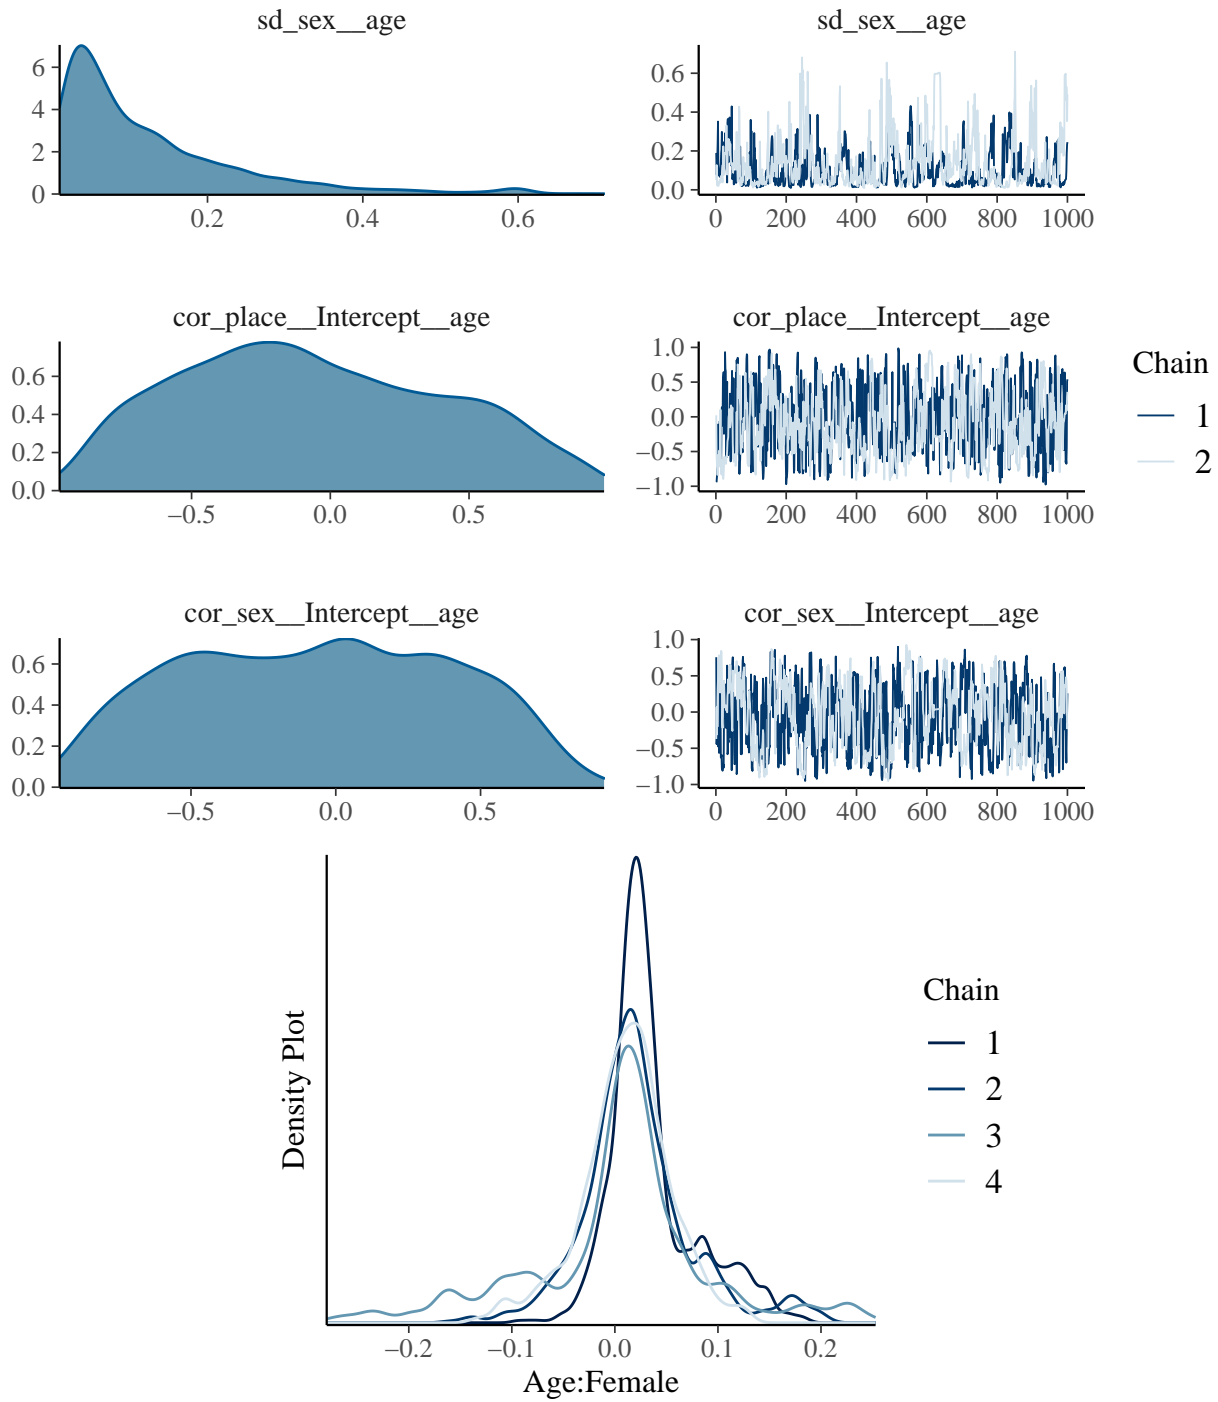 sd_sex__age
6
4
2
0
0.2 0.4 0.6
sd_sex__age
0.6
0.4
0.2
0.0
0 200 400 600 800 1000
cor_place__Intercept__age
0.6
0.4
0.2
0.0
−0.5 0.0 0.5
cor_place__Intercept__age
1.0
0.5
0.0
−0.5
−1.0
0 200 400 600 800 1000
Chain
1
2
cor_sex__Intercept__age
0.6
0.4
0.2
0.0
−0.5 0.0 0.5
cor_sex__Intercept__age
1.0
0.5
0.0
−0.5
−1.0
0 200 400 600 800 1000
Density Plot
−0.2 −0.1 0.0 0.1 0.2
Age:Female
Chain
1
2
3
4